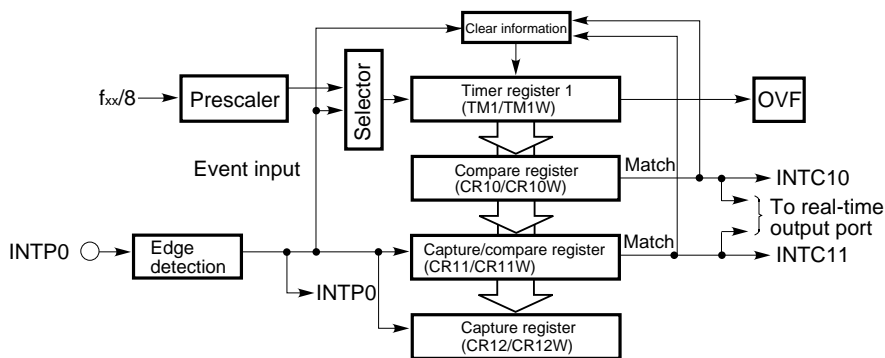 Clear information
fxx/8
Prescaler
Selector
Timer register 1
(TM1/TM1W)
OVF
Event input
Compare register
(CR10/CR10W)
Match
INTC10
To real-time
output port
INTP0
Edge
detection
Capture/compare register
(CR11/CR11W)
Match
INTC11
INTP0
Capture register
(CR12/CR12W)